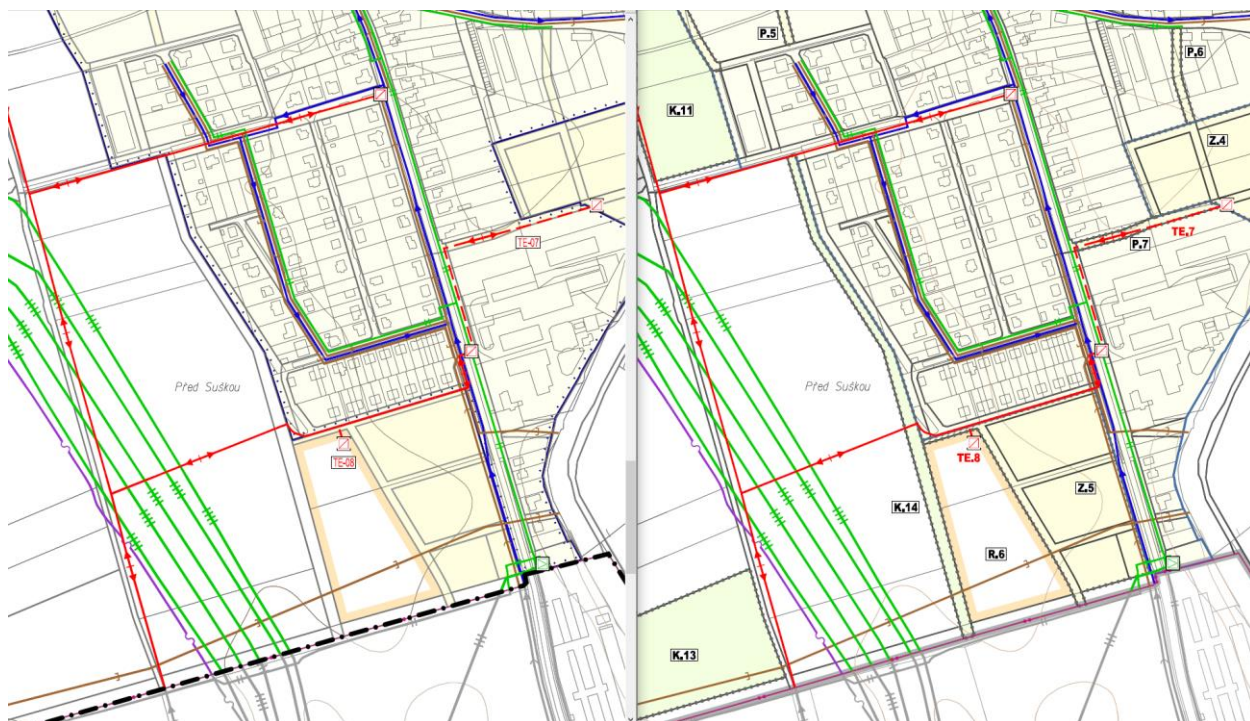 TE-07
Před Suškou
TE-08
P.5
P.6
K.11
Z.4
TE.7
P.7
Před Suškou
TE.8
Z.5
K.14
R.6
K.13